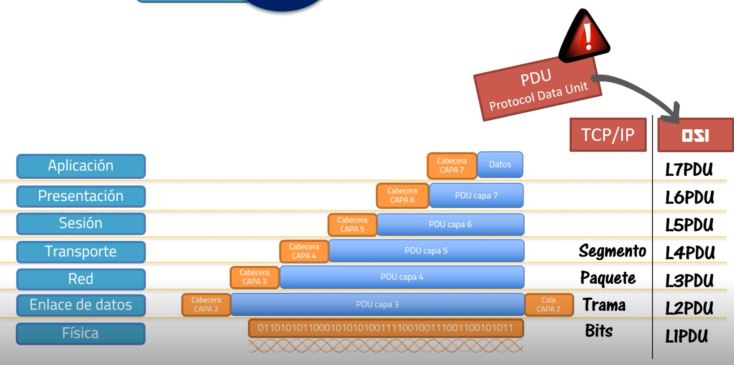 PDU
Protocol Data Unit
TCP/IP
OSI
Aplicación
Cabecera
CAPA 7
Datos
L7PDU
Presentación
Cabecera
CAPA 6
PDU capa 7
L6PDU
Sesión
Cabecera
CAPA 5
PDU capa 6
L5PDU
Transporte
Cabecera
CAPA 4
PDU capa 5
Segmento
L4PDU
Red
Cabecera
CAPA 3
PDU capa 4
Paquete
L3PDU
Enlace de datos
Cabecera
CAPA 2
PDU capa 3
Cola
CAPA 2
Trama
L2PDU
Física
Bits
L1PDU